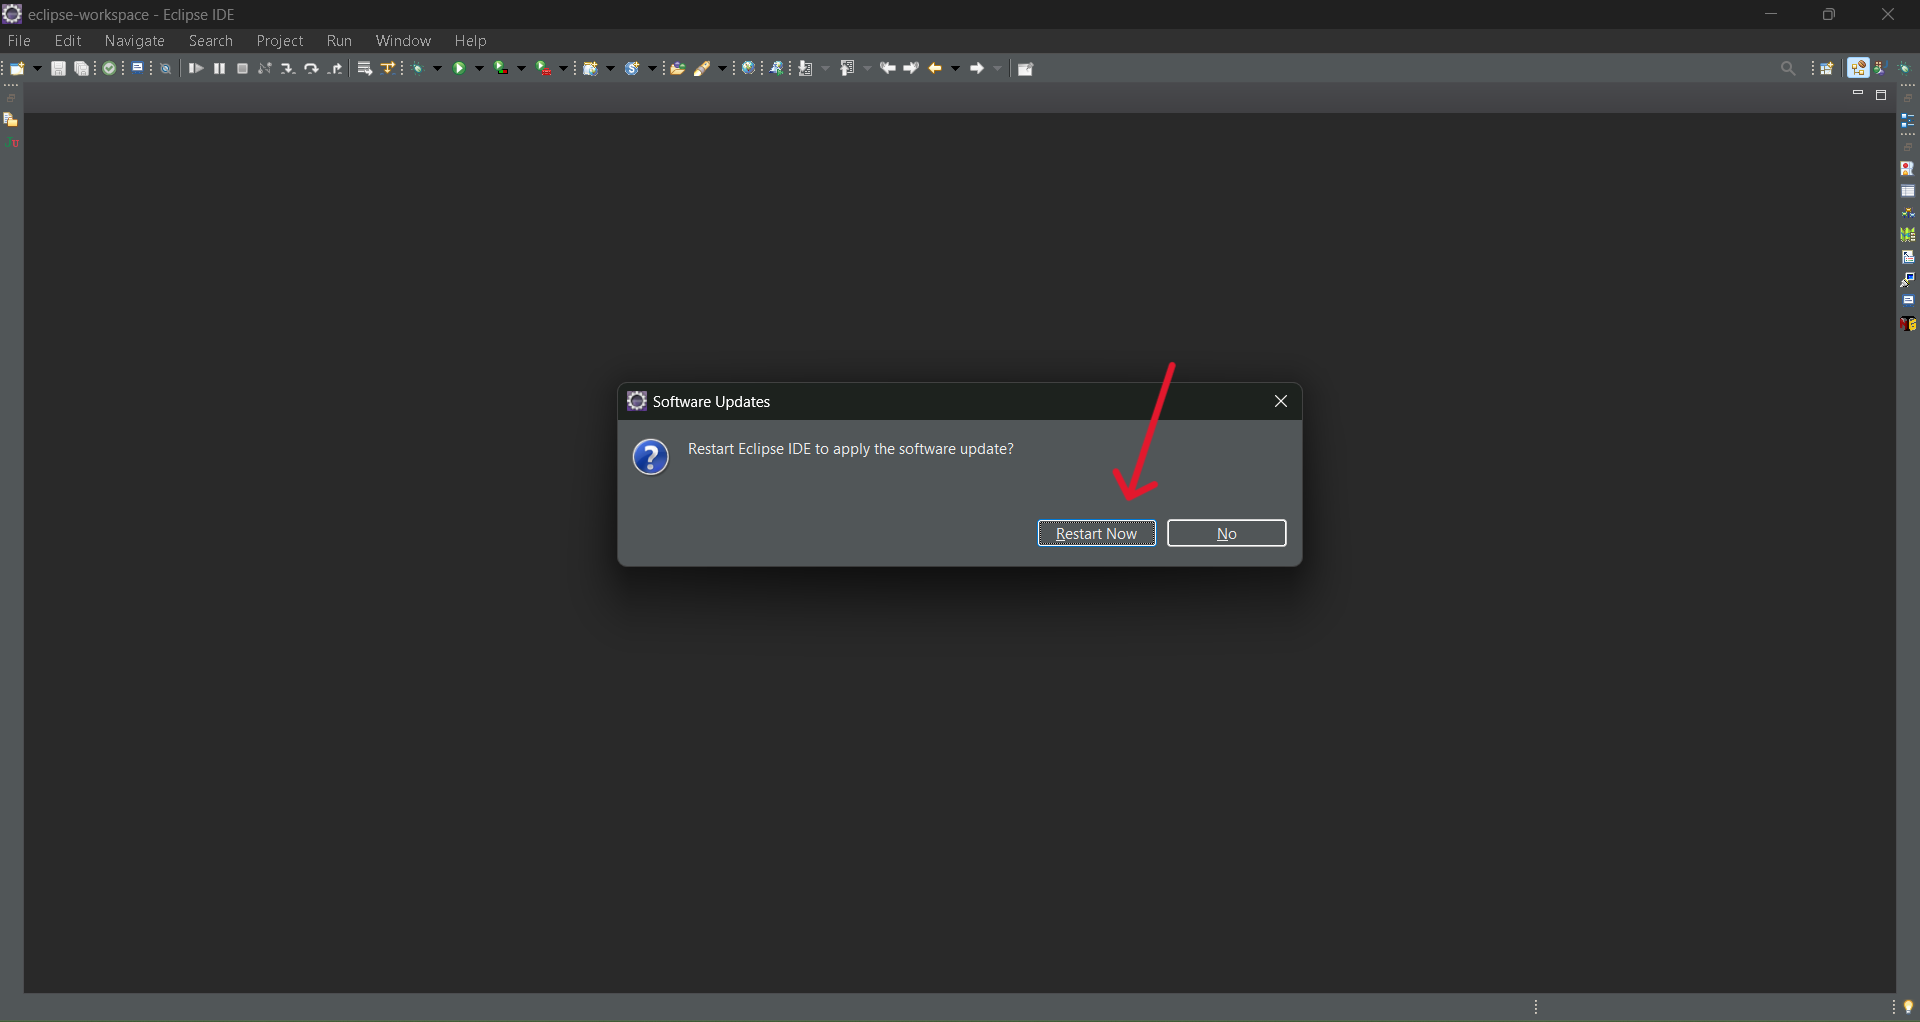 eclipse-workspace - Eclipse IDE
File Edit Navigate Search Project Run Window Help
Software Updates
Restart Eclipse IDE to apply the software update?
Restart Now No